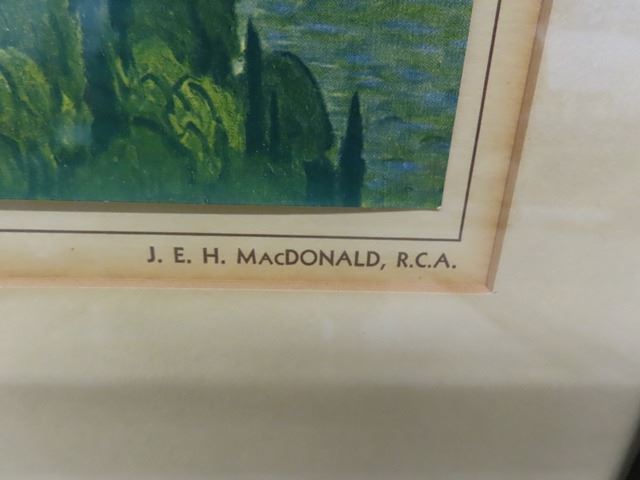 J. E. H. MacDONALD, R.C.A.